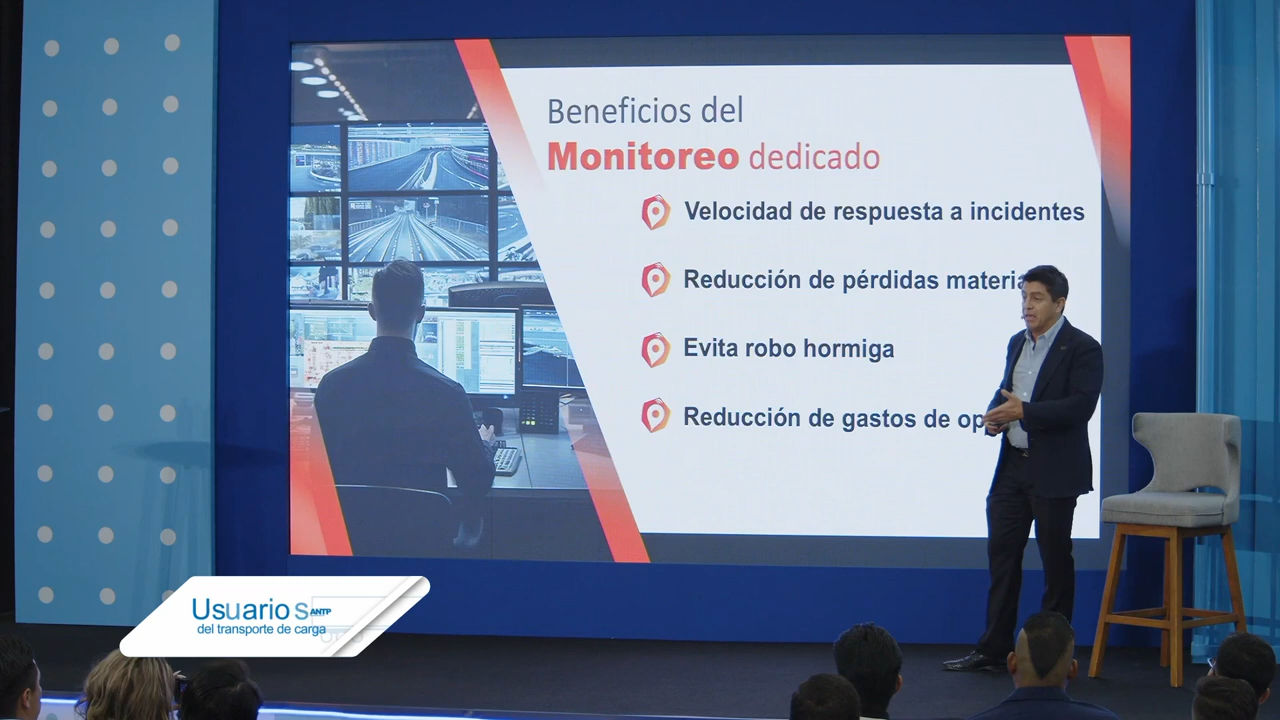 Beneficios del
Monitoreo dedicado
Velocidad de respuesta a incidentes
Reducción de pérdidas materia
Evita robo hormiga
Reducción de gastos de op
Usuarios ANTP
del transporte de carga